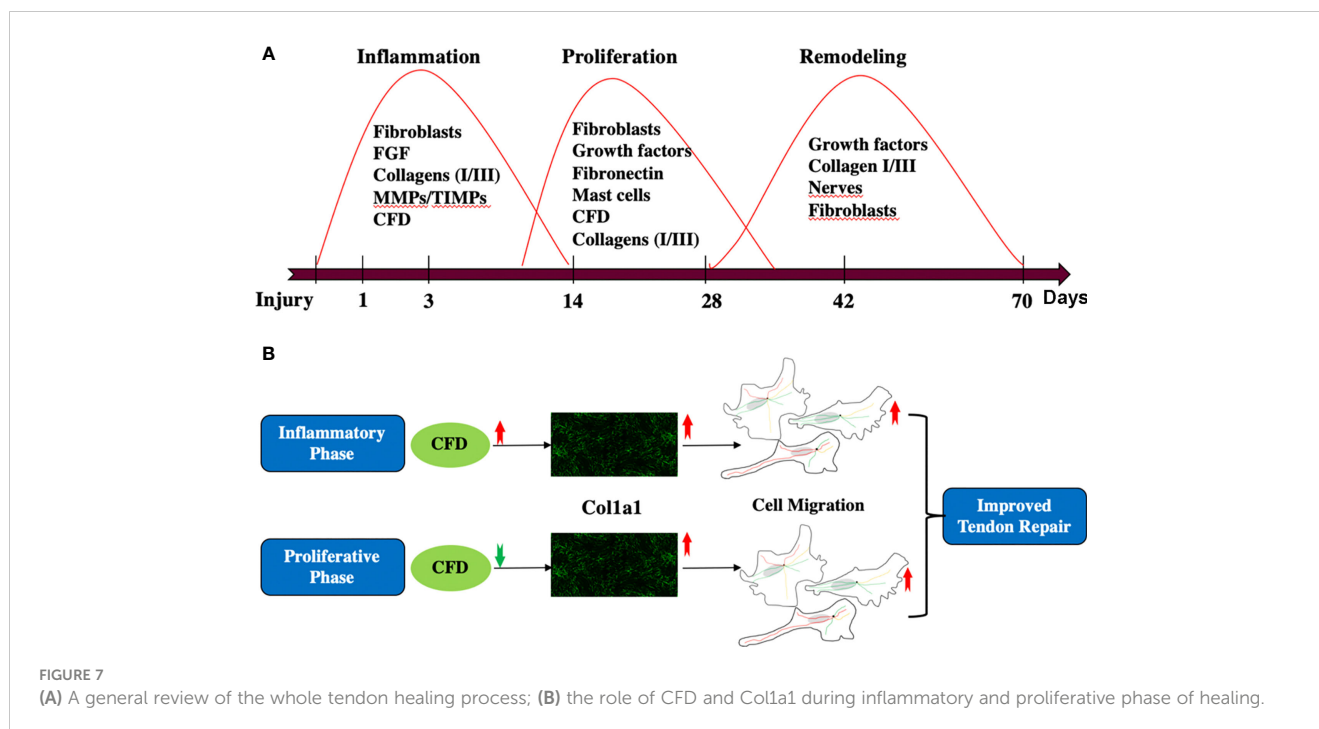 A
Inflammation Proliferation Remodeling
Fibroblasts
FGF
Collagens (I/III)
MMPs/TIMPs
CFD
Fibroblasts
Growth factors
Fibronectin
Mast cells
CFD
Collagens (I/III)
Growth factors
Collagen I/III
Nerves
Fibroblasts
Injury 1 3 14 28 42 70 Days
B
Inflammatory
Phase
CFD
Col1a1
Cell Migration
Proliferative
Phase
CFD
Improved
Tendon Repair
FIGURE 7
(A) A general review of the whole tendon healing process; (B) the role of CFD and Col1a1 during inflammatory and proliferative phase of healing.